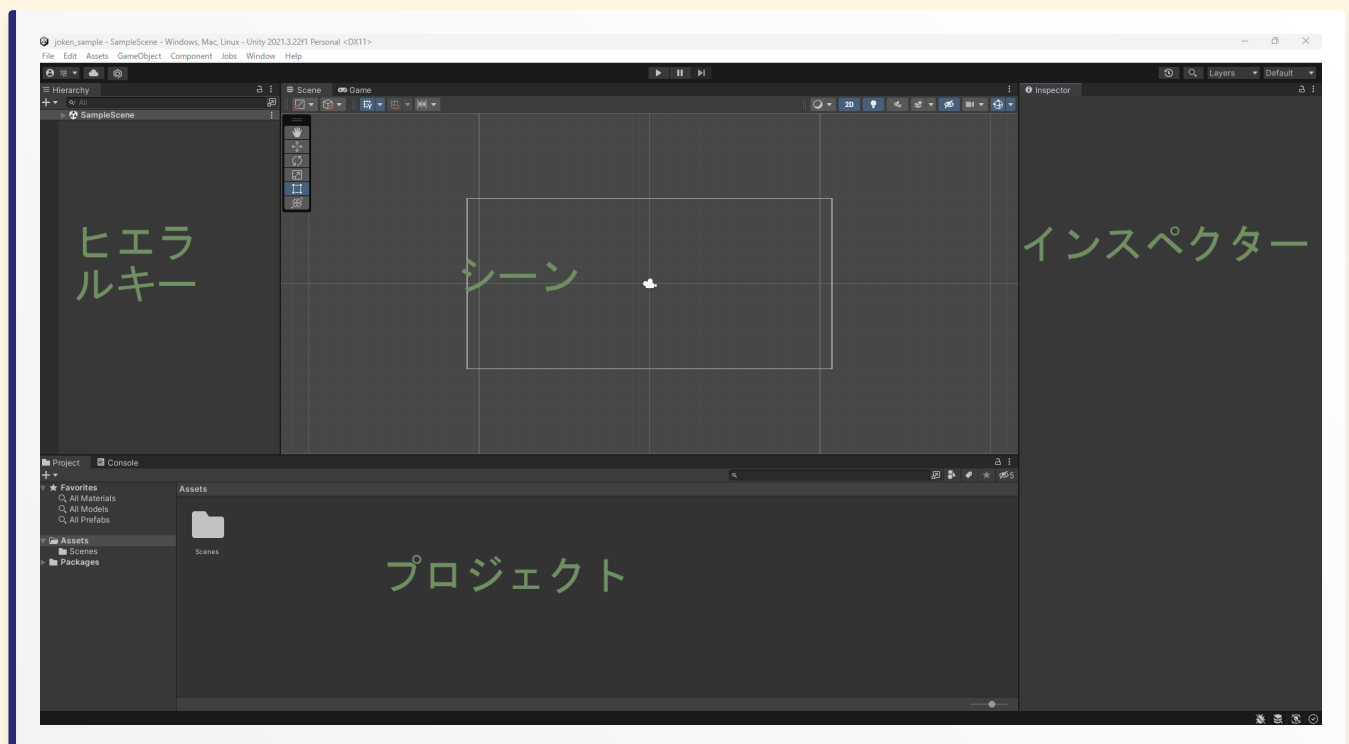 joken_sample - SampleScene - Windows, Mac, Linux - Unity 2021.3.22f1 Personal <DX11>
File Edit Assets GameObject Component Jobs Window Help
Layers Default
Hierarchy
Scene Game
Inspector
All
2D
SampleScene
ヒエラ
ルキー
シーン
インスペクター
Project Console
5
Favorites
All Materials
All Models
All Prefabs
Assets
Scenes
Packages
Assets
Scenes
プロジェクト